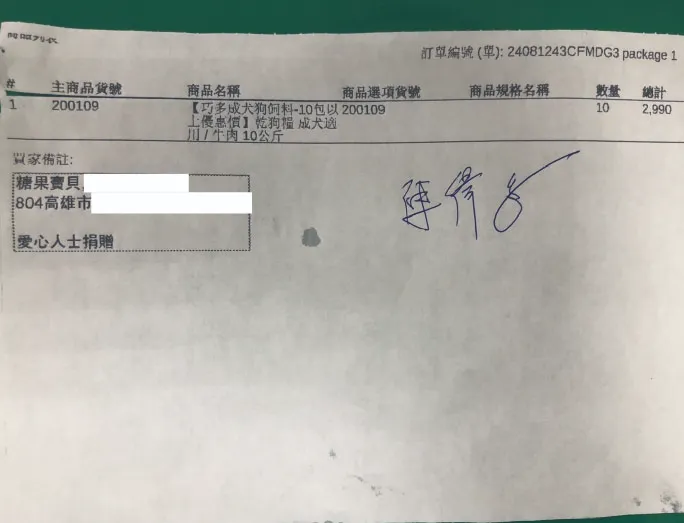 訂單編號 (單): 24081243CFMDG3 package 1
# 主商品貨號 商品名稱 商品選項貨號 商品規格名稱 數量 總計
1 200109 【巧多成犬狗飼料-10包以 200109 10 2,990
上優惠價】乾狗糧 成犬適
用 / 牛肉 10公斤
買家備註:
糖果寶貝
804高雄市
愛心人士捐贈